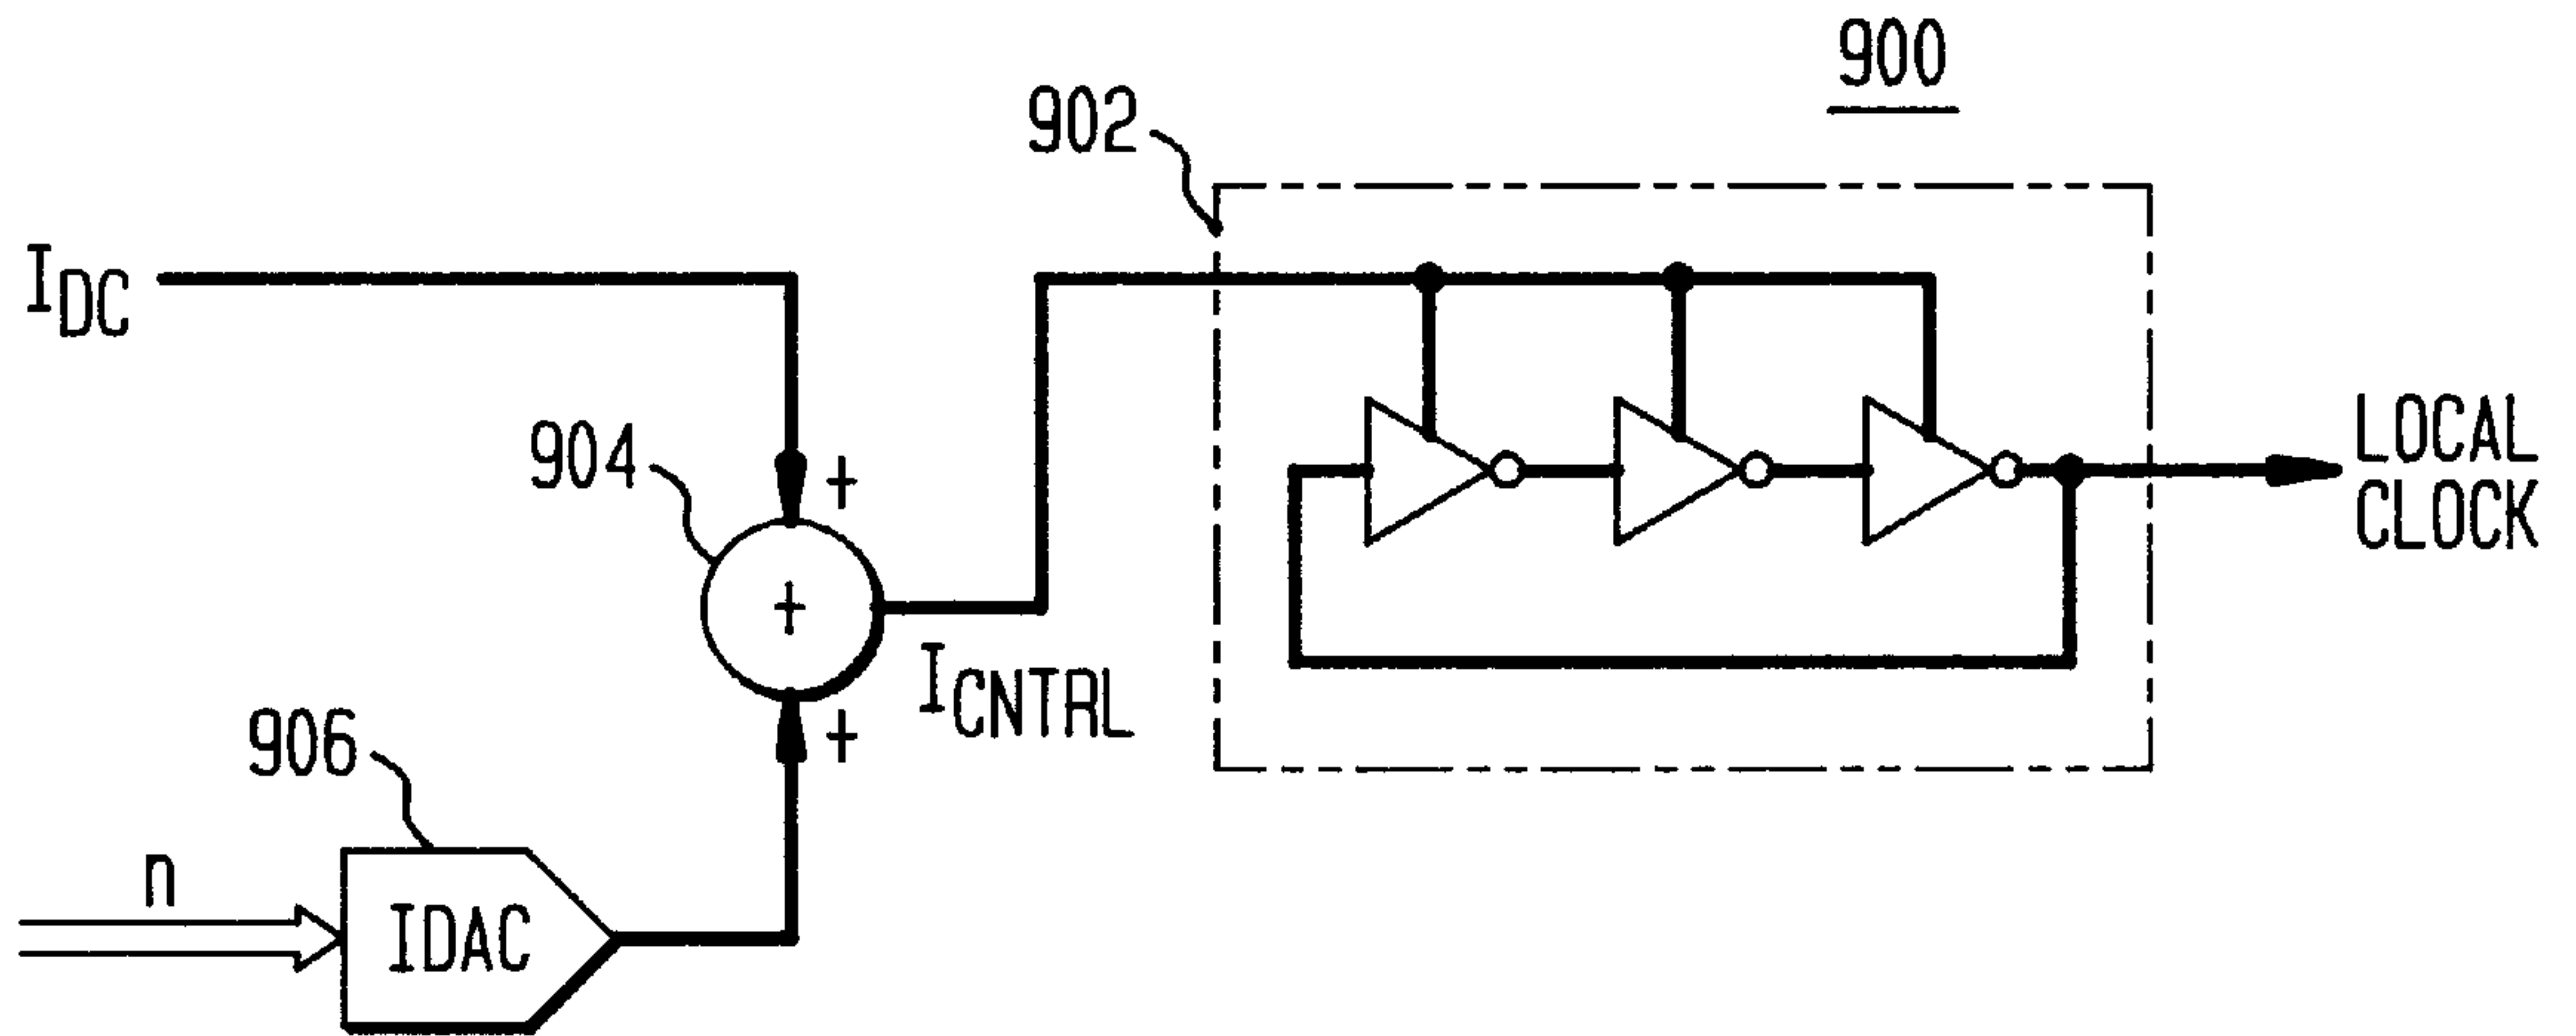 900
902
I_DC
904
+
LOCAL
CLOCK
+
I_CNTRL
+
906
n
IDAC